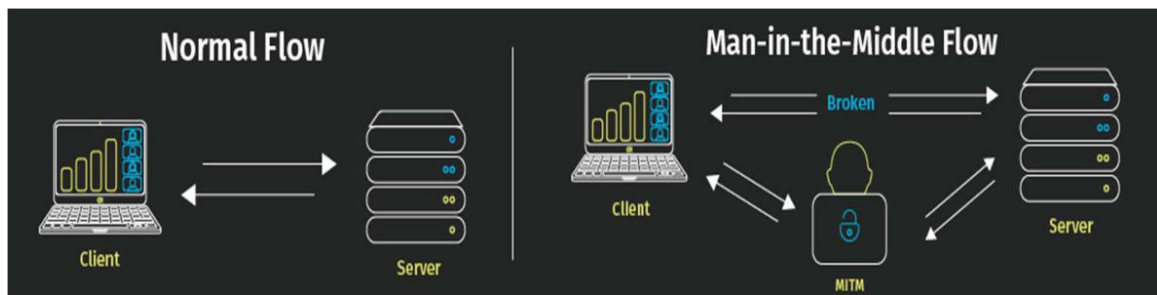 Normal Flow
Client
Server
Man-in-the-Middle Flow
Broken
Client
Server
MITM